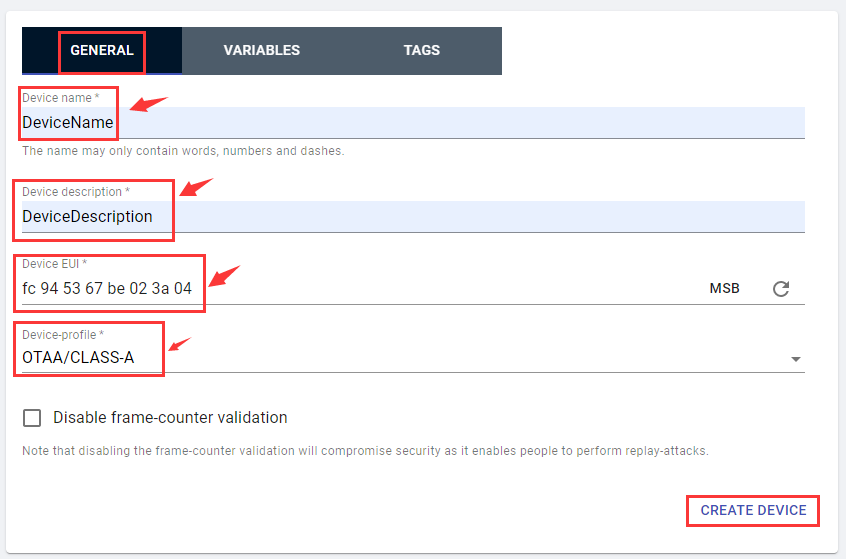 GENERAL VARIABLES TAGS
Device name *
DeviceName
The name may only contain words, numbers and dashes.
Device description *
DeviceDescription
Device EUI *
fc 94 53 67 be 02 3a 04 MSB
Device-profile *
OTAA/CLASS-A
Disable frame-counter validation
Note that disabling the frame-counter validation will compromise security as it enables people to perform replay-attacks.
CREATE DEVICE